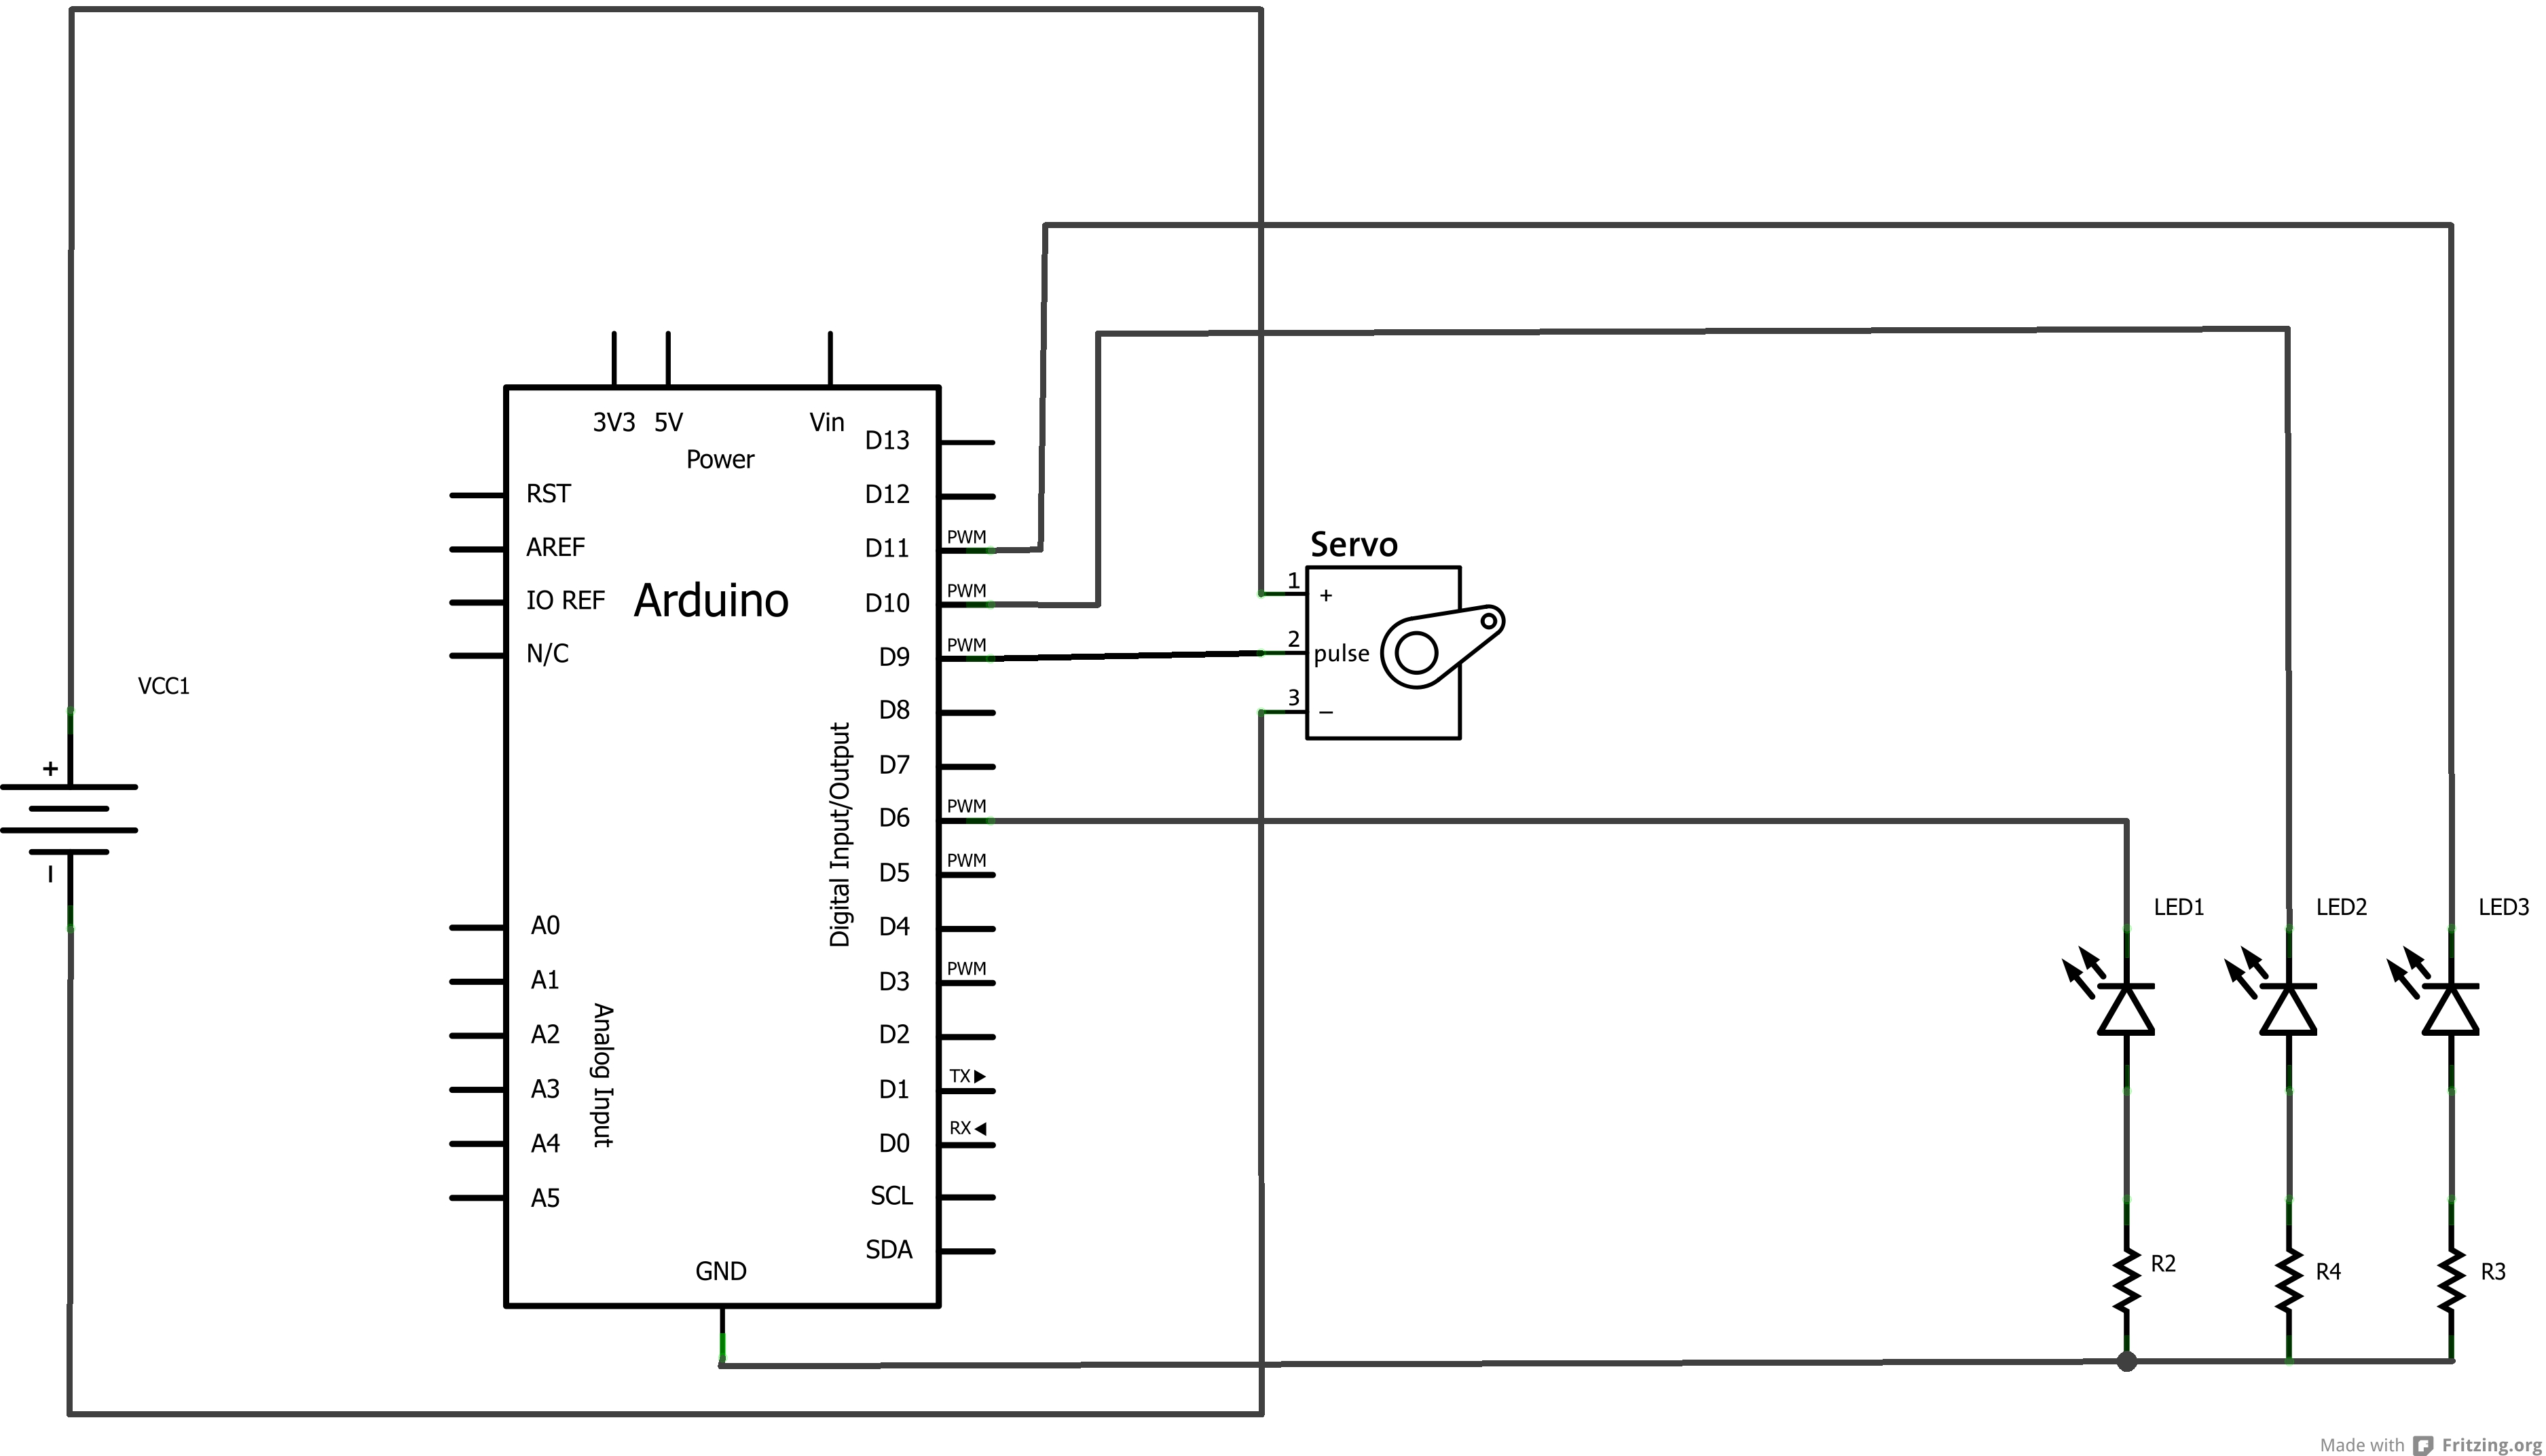 3V3 5V Vin
Power
RST
AREF
IO REF
N/C
Arduino
A0
A1
A2
A3
A4
A5
Analog Input
Digital Input/Output
D13
D12
D11 PWM
D10 PWM
D9 PWM
D8
D7
D6 PWM
D5 PWM
D4
D3 PWM
D2
D1 TX
D0 RX
SCL
SDA
GND
VCC1
+
−
Servo
1 +
2 pulse
3 −
LED1
LED2
LED3
R2
R4
R3
Made with Fritzing.org